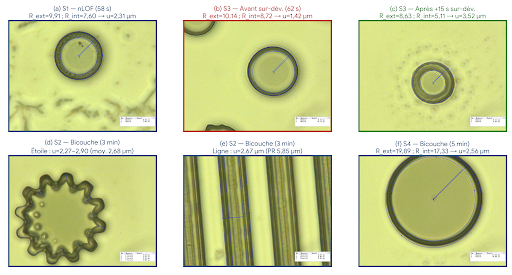 (a) S1 — nLOF (58 s)
R_ext=9,91 ; R_int=7,60 → u=2,31 µm
(b) S3 — Avant sur-dév. (62 s)
R_ext=10,14 ; R_int=8,72 → u=1,42 µm
(c) S3 — Après +15 s sur-dév.
R_ext=8,63 ; R_int=5,11 → u=3,52 µm
(d) S2 — Bicouche (3 min)
Étoile : u=2,27–2,90 (moy. 2,68 µm)
(e) S2 — Bicouche (3 min)
Ligne : u=2,67 µm (PR 5,85 µm)
(f) S4 — Bicouche (5 min)
R_ext=19,89 ; R_int=17,33 → u=2,56 µm